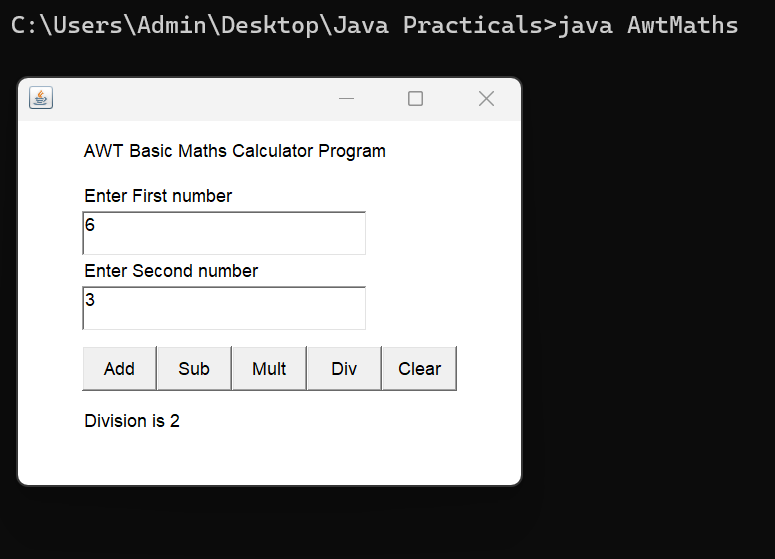 C:\Users\Admin\Desktop\Java Practicals>java AwtMaths
AWT Basic Maths Calculator Program
Enter First number
6
Enter Second number
3
Add Sub Mult Div Clear
Division is 2